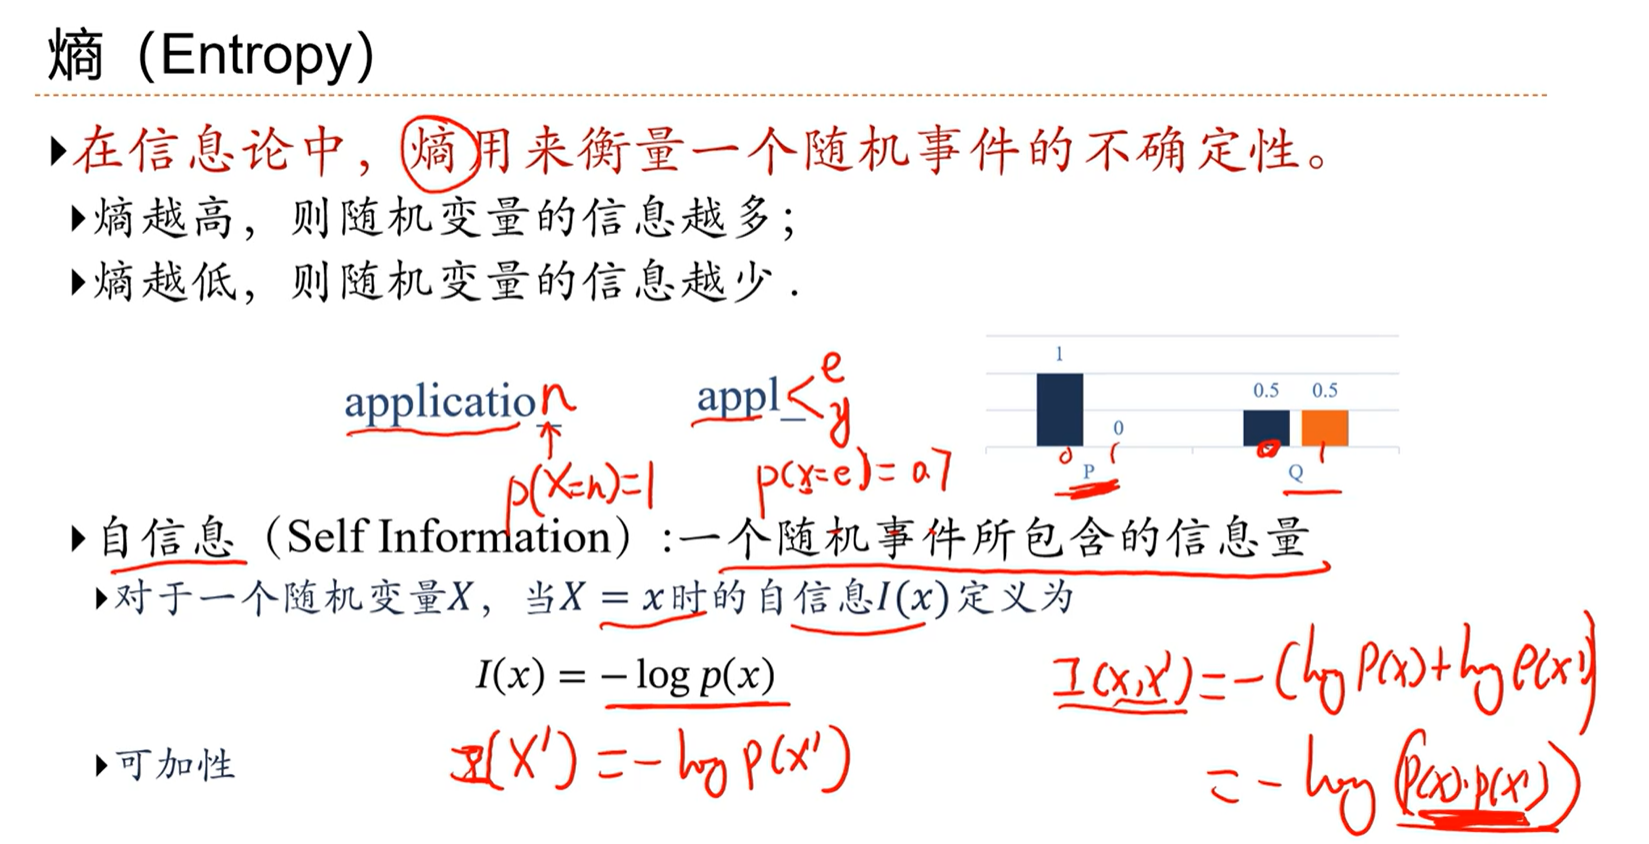 熵（Entropy）
在信息论中，熵用来衡量一个随机事件的不确定性。
熵越高，则随机变量的信息越多；
熵越低，则随机变量的信息越少.
application
p(X=n)=1
appl_ < e y
p(x=e)=0.7
1
0
0.5
0.5
0 1
0 1
P
Q
自信息（Self Information）:一个随机事件所包含的信息量
对于一个随机变量X，当X = x时的自信息I(x)定义为
I(x) = − log p(x)
I(x,x')=-(log P(x)+log P(x'))
可加性
I(X')=-log P(x')
=-log(P(x)·P(x'))